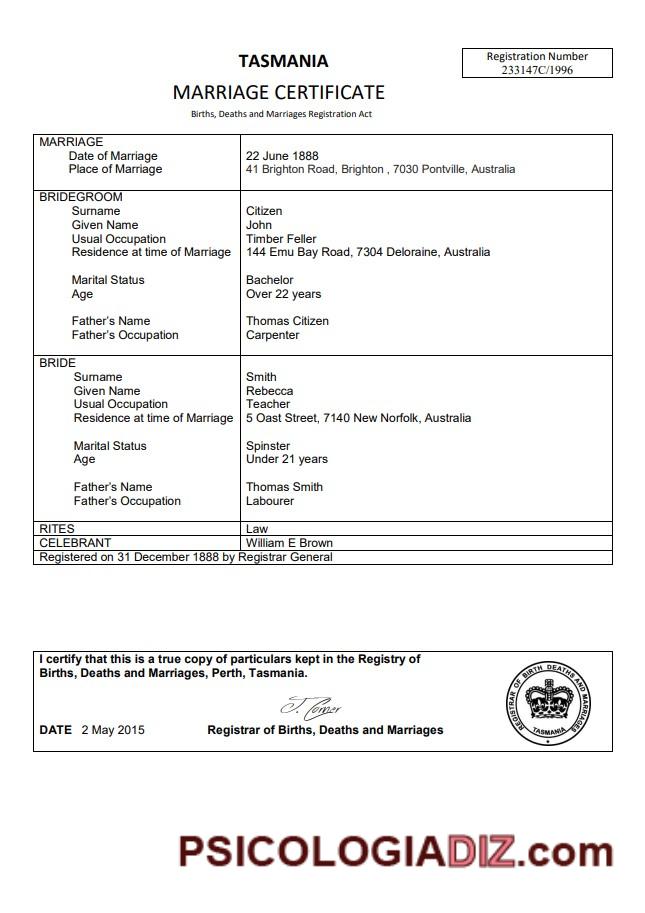 TASMANIA
MARRIAGE CERTIFICATE
Births, Deaths and Marriages Registration Act
Registration Number
233147C/1996
MARRIAGE
Date of Marriage 22 June 1888
Place of Marriage 41 Brighton Road, Brighton , 7030 Pontville, Australia
BRIDEGROOM
Surname Citizen
Given Name John
Usual Occupation Timber Feller
Residence at time of Marriage 144 Emu Bay Road, 7304 Deloraine, Australia
Marital Status Bachelor
Age Over 22 years
Father's Name Thomas Citizen
Father's Occupation Carpenter
BRIDE
Surname Smith
Given Name Rebecca
Usual Occupation Teacher
Residence at time of Marriage 5 Oast Street, 7140 New Norfolk, Australia
Marital Status Spinster
Age Under 21 years
Father's Name Thomas Smith
Father's Occupation Labourer
RITES Law
CELEBRANT William E Brown
Registered on 31 December 1888 by Registrar General
I certify that this is a true copy of particulars kept in the Registry of
Births, Deaths and Marriages, Perth, Tasmania.
DATE 2 May 2015 Registrar of Births, Deaths and Marriages
REGISTRAR OF BIRTH DEATHS AND MARRIAGES
TASMANIA
PSICOLOGIADIZ.com